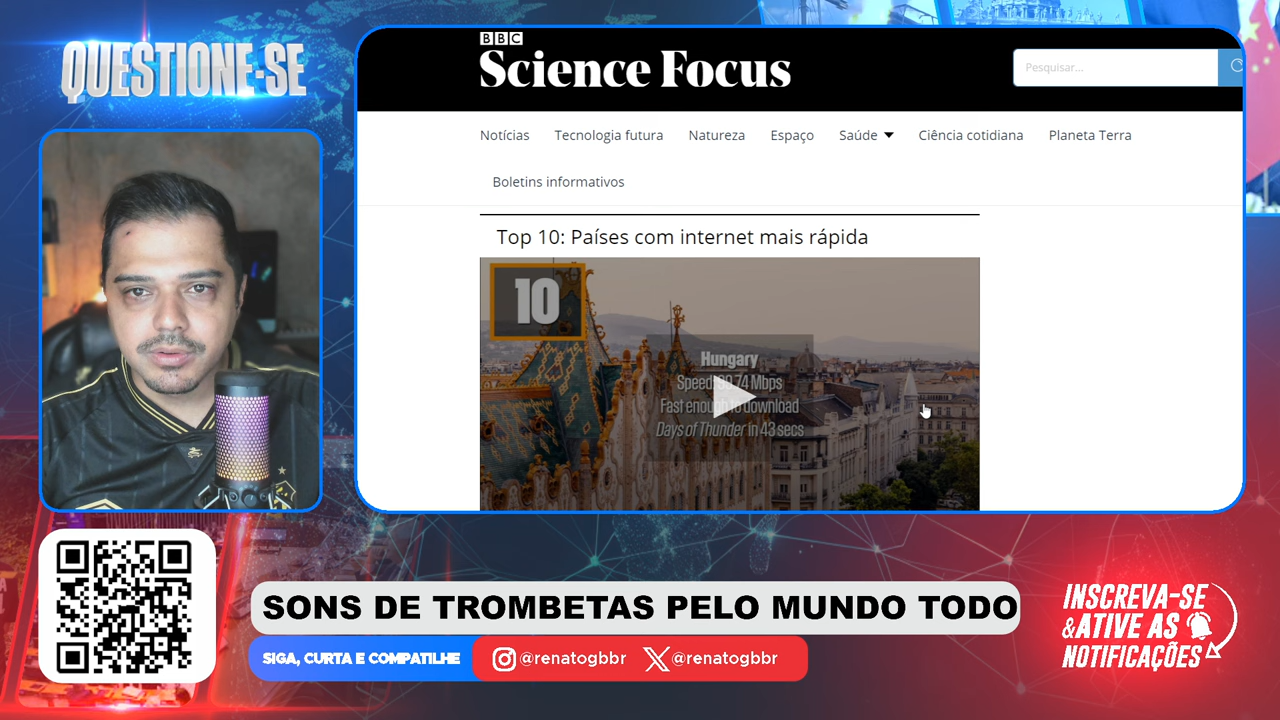 QUESTIONE-SE
BBC
Science Focus
Pesquisar...
Notícias Tecnologia futura Natureza Espaço Saúde Ciência cotidiana Planeta Terra
Boletins informativos
Top 10: Países com internet mais rápida
10
Hungary
Mbps
Fast enough to download
Days of Thunder in 43 secs
SONS DE TROMBETAS PELO MUNDO TODO
SIGA, CURTA E COMPATILHE
@renatogbbr
@renatogbbr
INSCREVA-SE
&ATIVE AS
NOTIFICAÇÕES